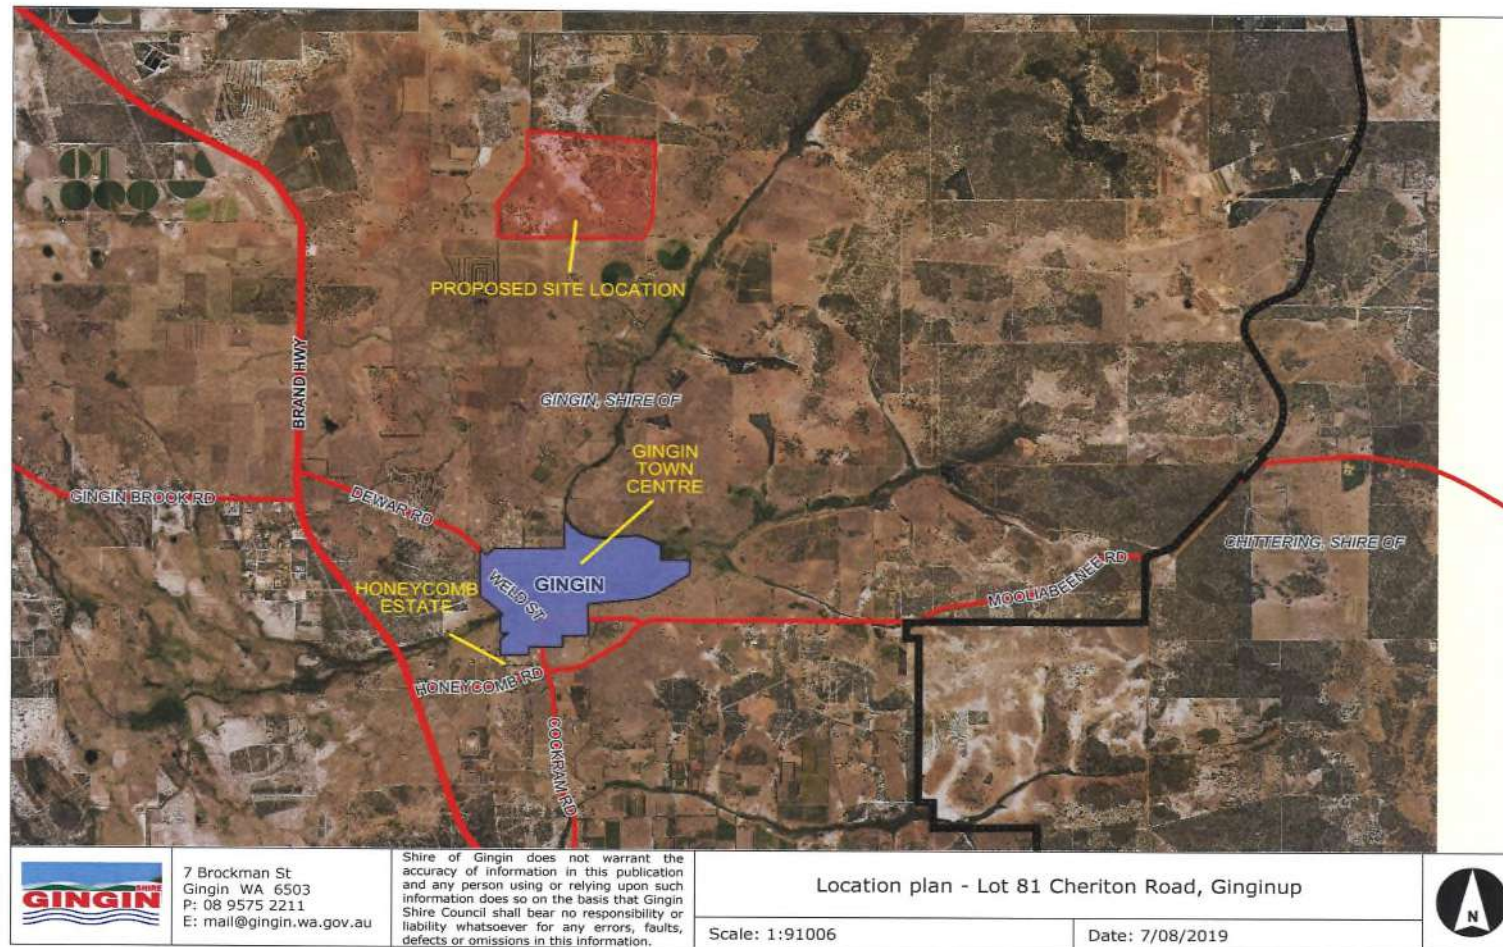 PROPOSED SITE LOCATION
BRAND HWY
GINGIN, SHIRE OF
GINGIN
TOWN
CENTRE
GINGIN BROOK RD
DEWAR RD
CHITTERING, SHIRE OF
HONEYCOMB
ESTATE
WELD ST
GINGIN
MOOLIABEENEE RD
HONEYCOMB RD
COCKRAM RD
SHIRE
GINGIN
7 Brockman St
Gingin WA 6503
P: 08 9575 2211
E: mail@gingin.wa.gov.au
Shire of Gingin does not warrant the
accuracy of information in this publication
and any person using or relying upon such
information does so on the basis that Gingin
Shire Council shall bear no responsibility or
liability whatsoever for any errors, faults,
defects or omissions in this information.
Location plan - Lot 81 Cheriton Road, Ginginup
Scale: 1:91006
Date: 7/08/2019
N